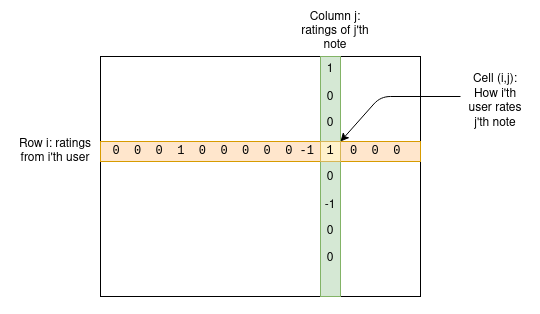 Column j:
ratings of j'th
note
1
0
0
Cell (i,j):
How i'th
user rates
j'th note
Row i: ratings
from i'th user
0 0 0 1 0 0 0 0 0 -1 1 0 0 0
0
-1
0
0